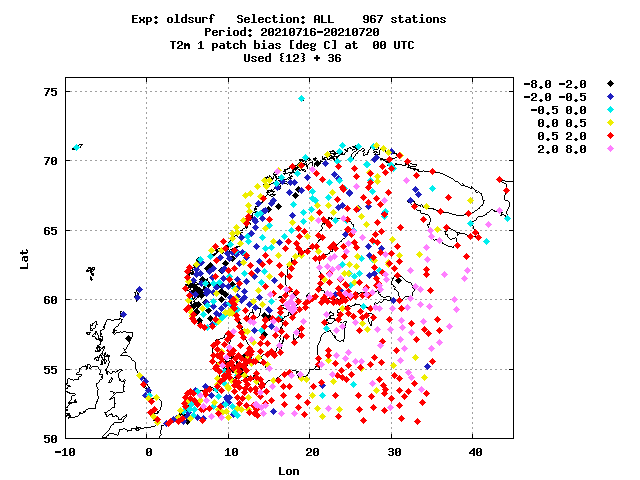 Exp: oldsurf   Selection: ALL    967 stations
Period: 20210716-20210720
T2m 1 patch bias [deg C] at  00 UTC
Used {12} + 36
-8.0 -2.0
-2.0 -0.5
-0.5 0.0
0.0 0.5
0.5 2.0
2.0 8.0
75
70
65
60
55
50
Lat
-10 0 10 20 30 40
Lon